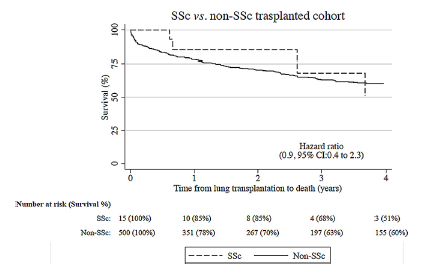 SSc vs. non-SSc trasplanted cohort
100
75
50
25
0
Survival (%)
Hazard ratio
(0.9, 95% CI:0.4 to 2.3)
0 1 2 3 4
Time from lung transplantation to death (years)
Number at risk (Survival %)
SSc: 15 (100%) 10 (85%) 8 (85%) 4 (68%) 3 (51%)
Non-SSc: 500 (100%) 351 (78%) 267 (70%) 197 (63%) 155 (60%)
SSc Non-SSc